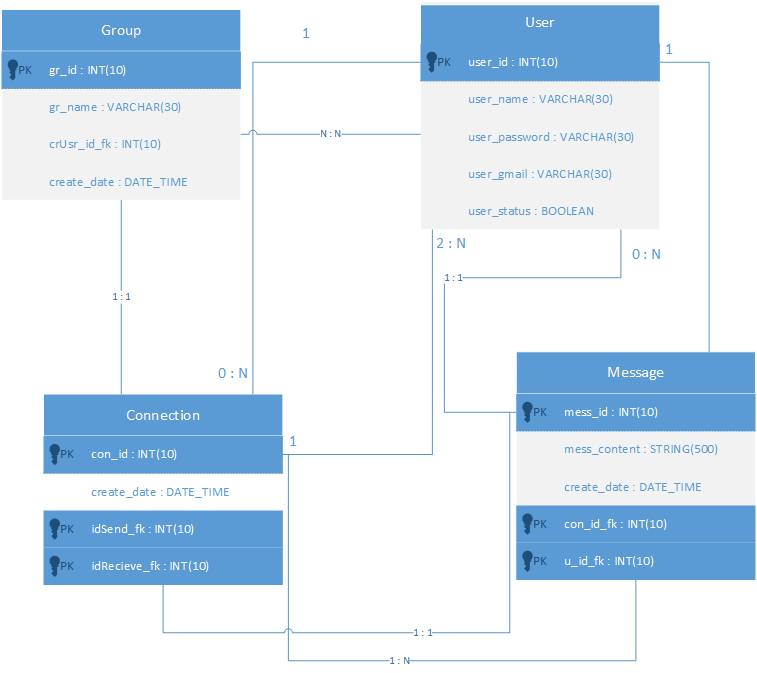 Group
PK gr_id : INT(10)
gr_name : VARCHAR(30)
crUsr_id_fk : INT(10)
create_date : DATE_TIME
1
User
PK user_id : INT(10)
user_name : VARCHAR(30)
user_password : VARCHAR(30)
user_gmail : VARCHAR(30)
user_status : BOOLEAN
1
N : N
2 : N
0 : N
1 : 1
1 : 1
0 : N
Connection
PK con_id : INT(10)
create_date : DATE_TIME
PK idSend_fk : INT(10)
PK idRecieve_fk : INT(10)
1
Message
PK mess_id : INT(10)
mess_content : STRING(500)
create_date : DATE_TIME
PK con_id_fk : INT(10)
PK u_id_fk : INT(10)
1 : 1
1 : N